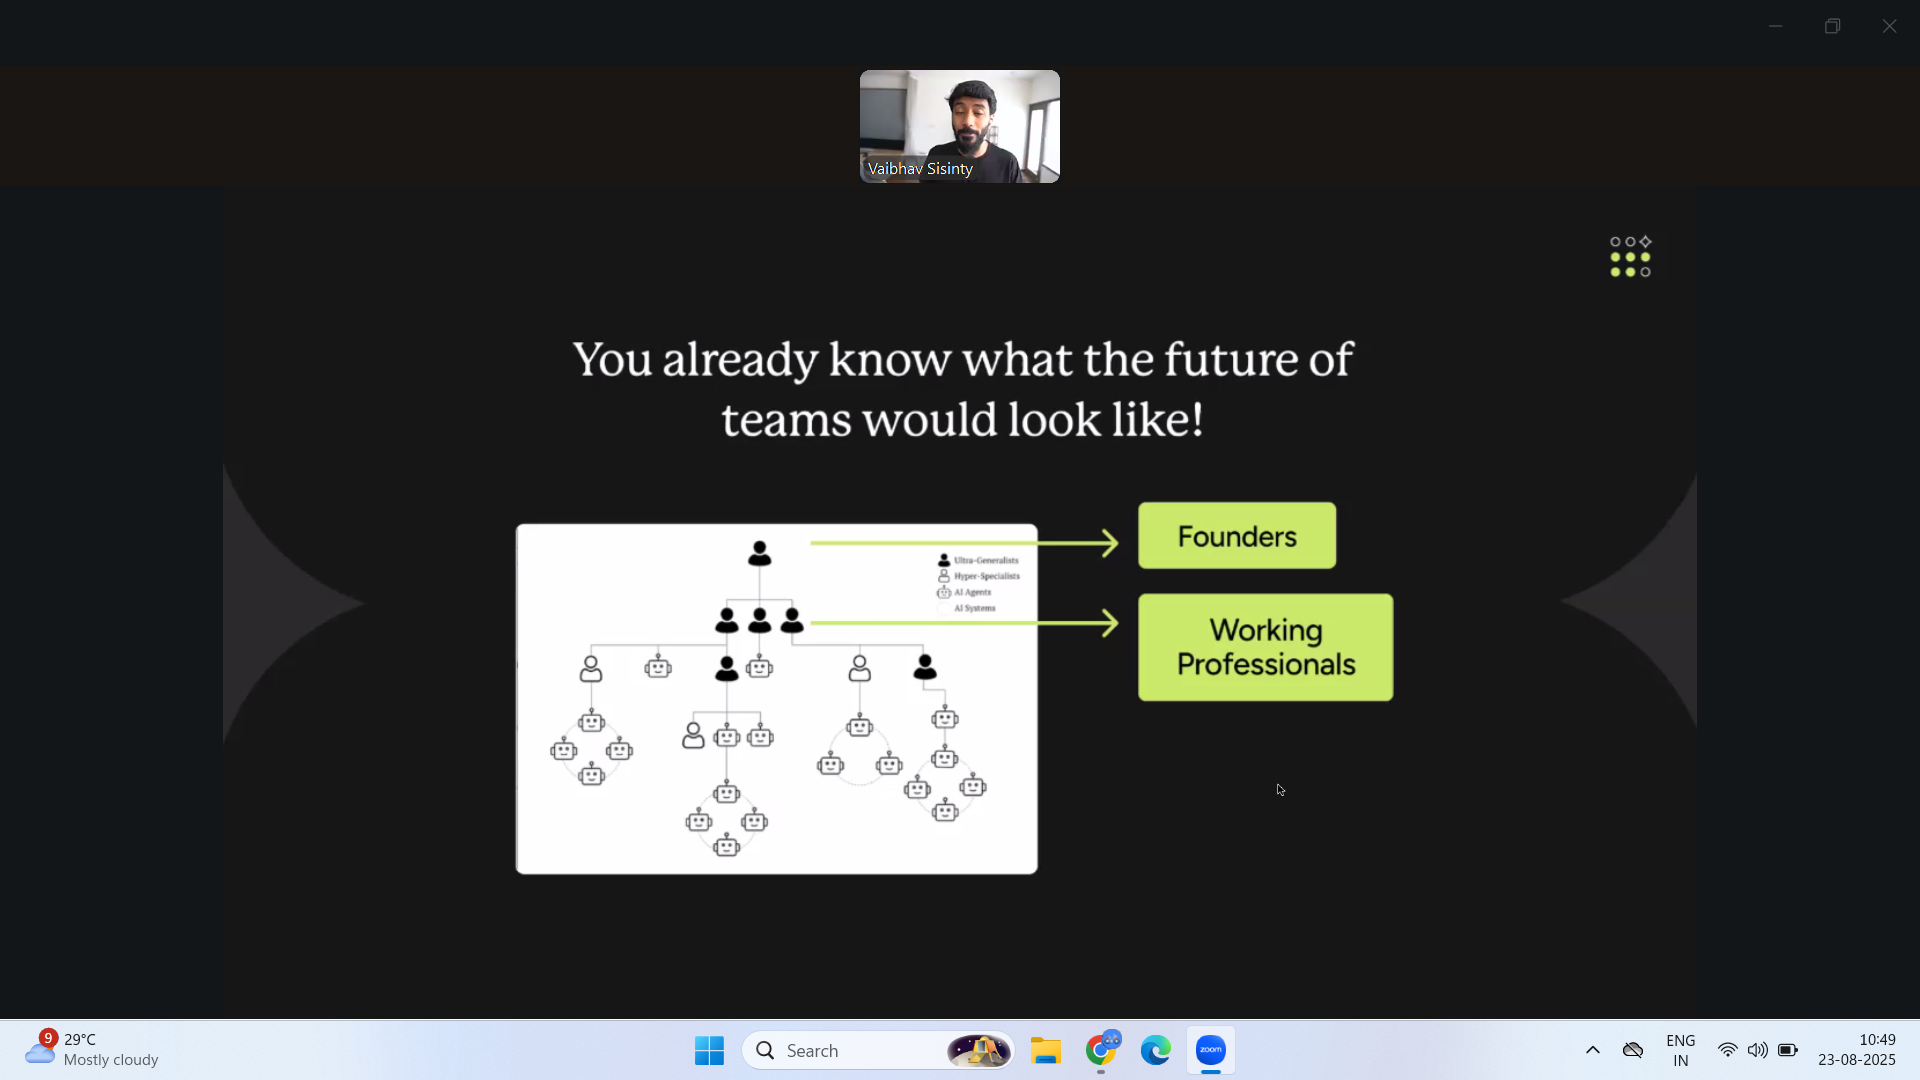 Vaibhav Sisinty
You already know what the future of
teams would look like!
Founders
Ultra-Generalists
Hyper-Specialists
AI Agents
AI Systems
Working
Professionals
9
29°C
Mostly cloudy
Search
zoom
ENG
IN
10:49
23-08-2025